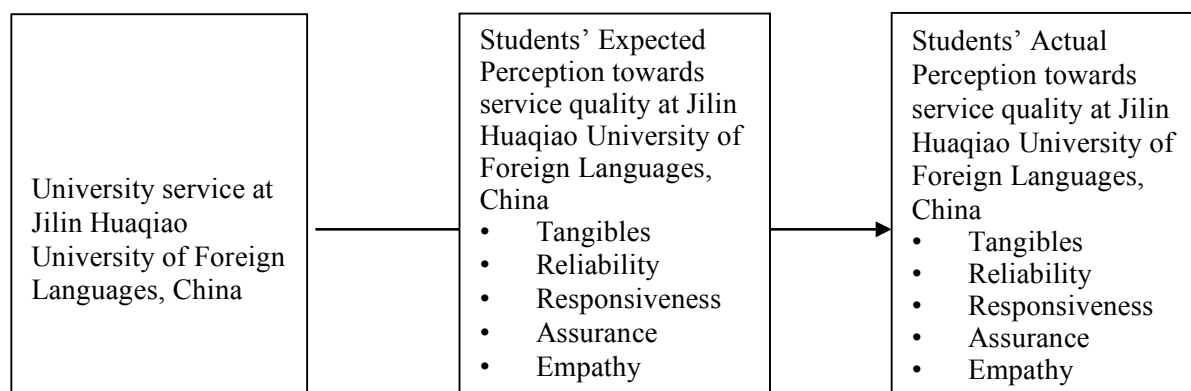 University service at
Jilin Huaqiao
University of Foreign
Languages, China
Students’ Expected
Perception towards
service quality at Jilin
Huaqiao University of
Foreign Languages,
China
• Tangibles
• Reliability
• Responsiveness
• Assurance
• Empathy
Students’ Actual
Perception towards
service quality at Jilin
Huaqiao University of
Foreign Languages,
China
• Tangibles
• Reliability
• Responsiveness
• Assurance
• Empathy